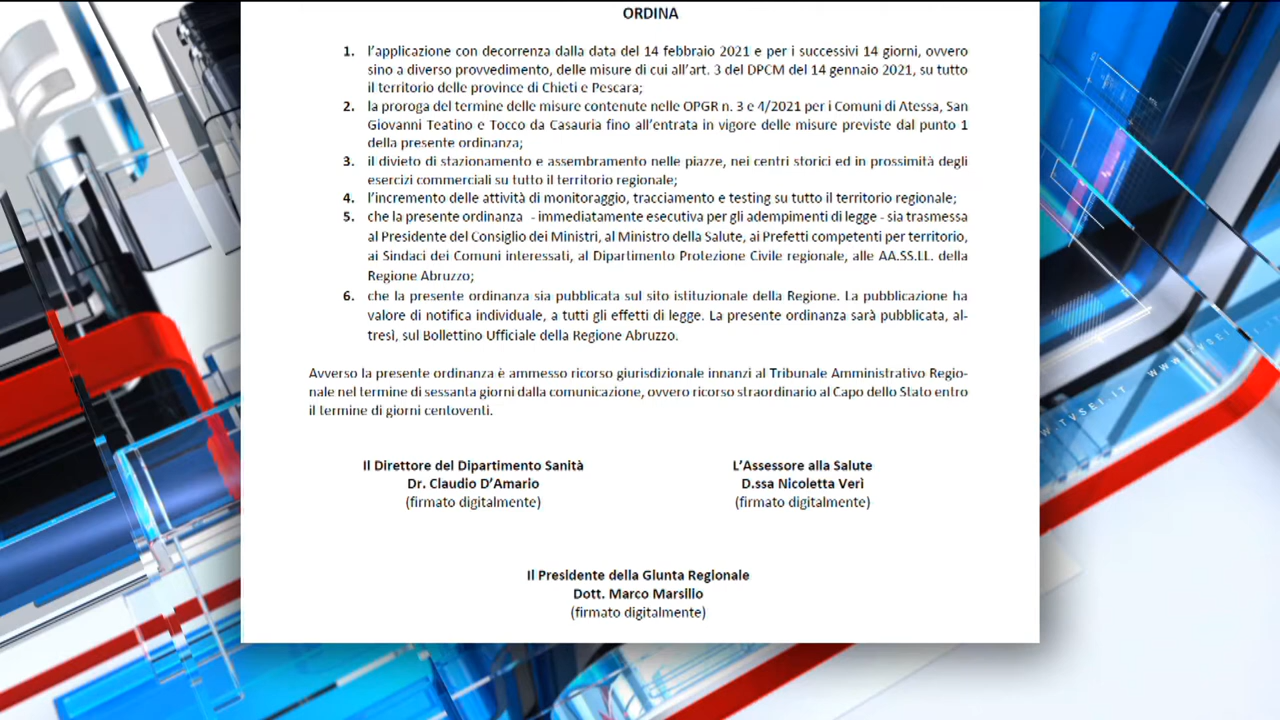 ORDINA
1. l'applicazione con decorrenza dalla data del 14 febbraio 2021 e per i successivi 14 giorni, ovvero
sino a diverso provvedimento, delle misure di cui all'art. 3 del DPCM del 14 gennaio 2021, su tutto
il territorio delle province di Chieti e Pescara;
2. la proroga del termine delle misure contenute nelle OPGR n. 3 e 4/2021 per i Comuni di Atessa, San
Giovanni Teatino e Tocco da Casauria fino all'entrata in vigore delle misure previste dal punto 1
della presente ordinanza;
3. il divieto di stazionamento e assembramento nelle piazze, nei centri storici ed in prossimità degli
esercizi commerciali su tutto il territorio regionale;
4. l'incremento delle attività di monitoraggio, tracciamento e testing su tutto il territorio regionale;
5. che la presente ordinanza - immediatamente esecutiva per gli adempimenti di legge - sia trasmessa
al Presidente del Consiglio dei Ministri, al Ministro della Salute, ai Prefetti competenti per territorio,
ai Sindaci dei Comuni interessati, al Dipartimento Protezione Civile regionale, alle AA.SS.LL. della
Regione Abruzzo;
6. che la presente ordinanza sia pubblicata sul sito istituzionale della Regione. La pubblicazione ha
valore di notifica individuale, a tutti gli effetti di legge. La presente ordinanza sarà pubblicata, al-
tresì, sul Bollettino Ufficiale della Regione Abruzzo.
Avverso la presente ordinanza è ammesso ricorso giurisdizionale innanzi al Tribunale Amministrativo Regio-
nale nel termine di sessanta giorni dalla comunicazione, ovvero ricorso straordinario al Capo dello Stato entro
il termine di giorni centoventi.
Il Direttore del Dipartimento Sanità
Dr. Claudio D'Amario
(firmato digitalmente)
L'Assessore alla Salute
D.ssa Nicoletta Verì
(firmato digitalmente)
Il Presidente della Giunta Regionale
Dott. Marco Marsilio
(firmato digitalmente)
WWW.TVSEI.IT